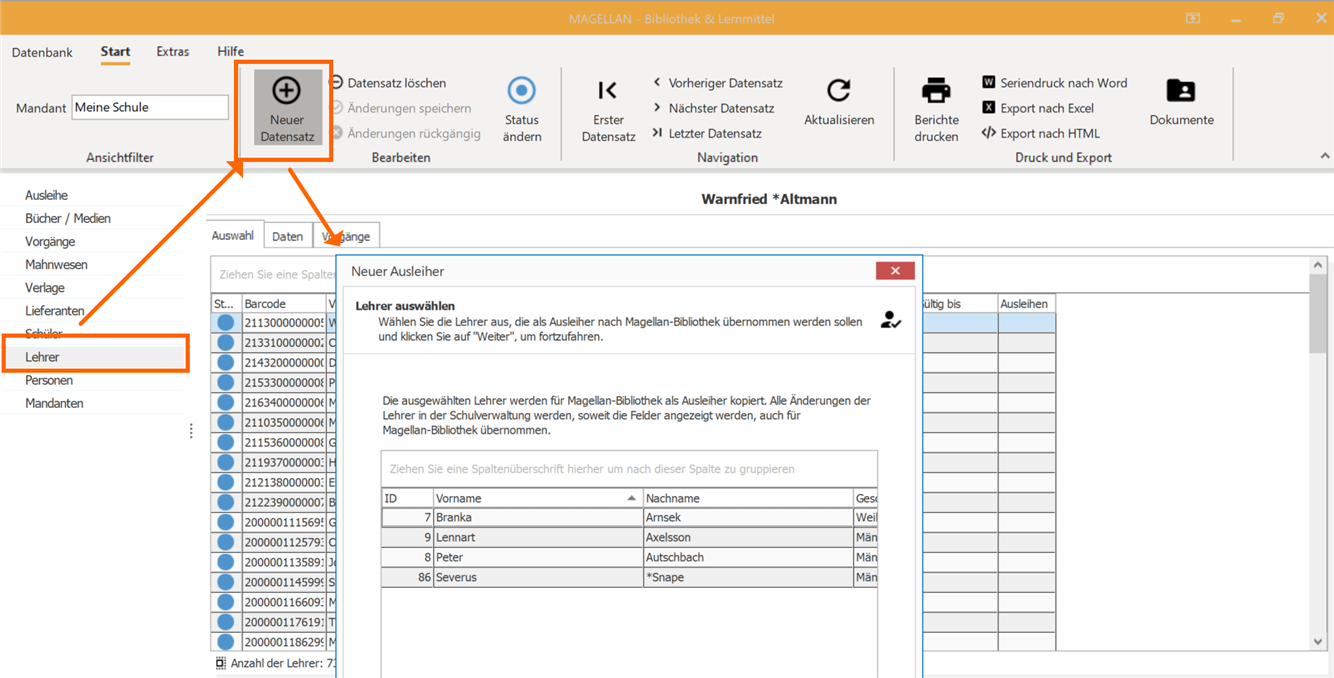 MAGELLAN - Bibliothek & Lernmittel
Datenbank Start Extras Hilfe
Mandant Meine Schule
Ansichtfilter
Neuer Datensatz
Datensatz löschen
Änderungen speichern
Änderungen rückgängig
Status ändern
Bearbeiten
Erster Datensatz
Vorheriger Datensatz
Nächster Datensatz
Letzter Datensatz
Aktualisieren
Navigation
Berichte drucken
Seriendruck nach Word
Export nach Excel
Export nach HTML
Dokumente
Druck und Export
Ausleihe
Bücher / Medien
Vorgänge
Mahnwesen
Verlage
Lieferanten
Schüler
Lehrer
Personen
Mandanten
Warnfried *Altmann
Auswahl Daten Vorgänge
Ziehen Sie eine Spalten
St... Barcode V
211300000005 W
213310000002 C
214320000000 D
215330000008 P
216340000006 M
211035000006 M
211536000008 G
211937000003 H
212138000003 E
212239000007 B
200000111569 G
200000112579 C
200000113589 Jo
200000114599 S
200000116609 M
200000117619 T
200000118629 M
Anzahl der Lehrer: 73
ültig bis Ausleihen
Neuer Ausleiher
Lehrer auswählen
Wählen Sie die Lehrer aus, die als Ausleiher nach Magellan-Bibliothek übernommen werden sollen
und klicken Sie auf "Weiter", um fortzufahren.
Die ausgewählten Lehrer werden für Magellan-Bibliothek als Ausleiher kopiert. Alle Änderungen der
Lehrer in der Schulverwaltung werden, soweit die Felder angezeigt werden, auch für
Magellan-Bibliothek übernommen.
Ziehen Sie eine Spaltenüberschrift hierher um nach dieser Spalte zu gruppieren
ID Vorname Nachname Gesc
7 Branka Arnsek Weil
9 Lennart Axelsson Män
8 Peter Autschbach Män
86 Severus *Snape Män